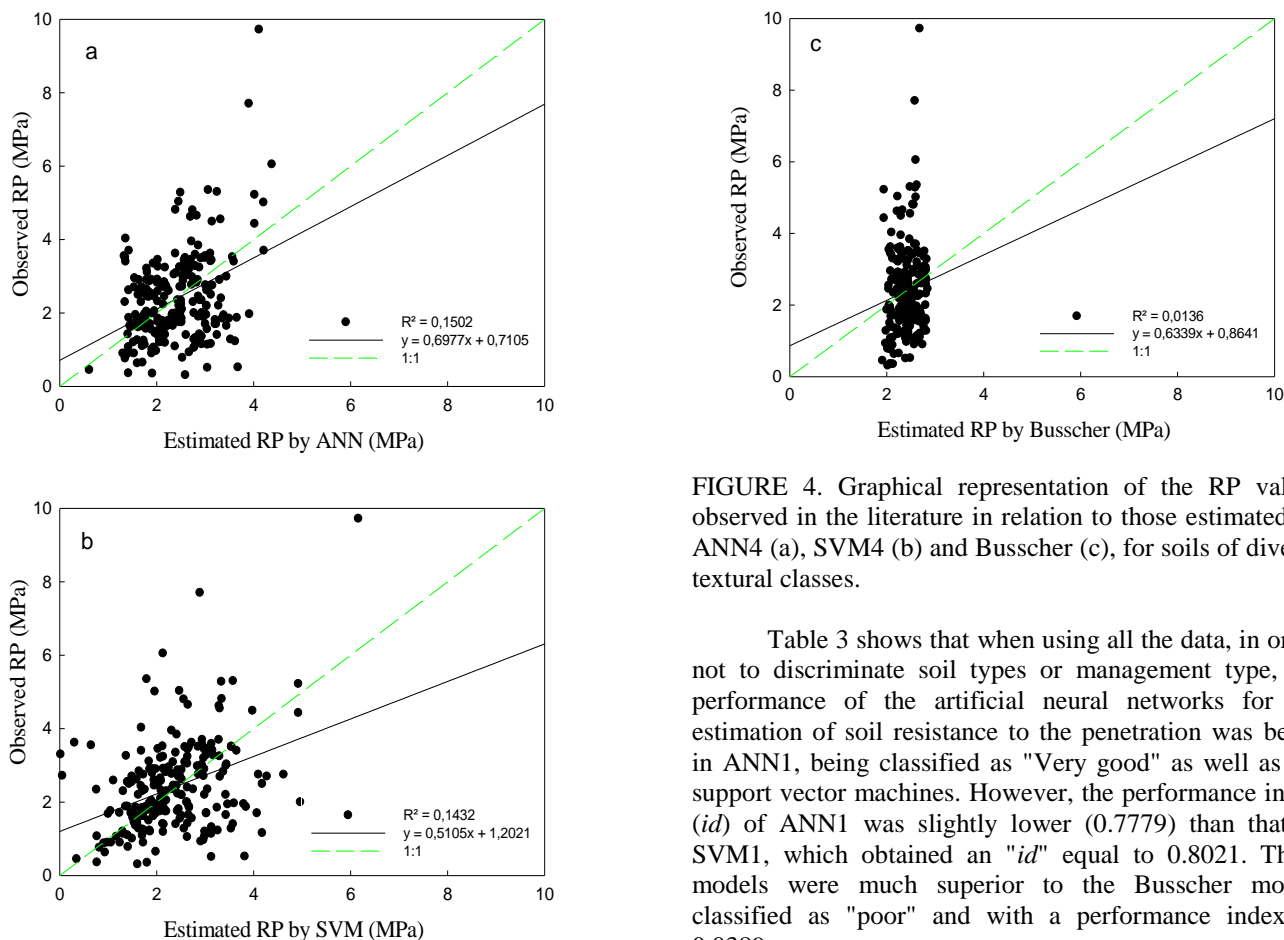 10
8
6
4
2
0
Observed RP (MPa)
a
R² = 0,1502
y = 0,6977x + 0,7105
1:1
0 2 4 6 8 10
Estimated RP by ANN (MPa)
10
8
6
4
2
0
Observed RP (MPa)
b
R² = 0,1432
y = 0,5105x + 1,2021
1:1
0 2 4 6 8 10
Estimated RP by SVM (MPa)
10
8
6
4
2
0
Observed RP (MPa)
c
R² = 0,0136
y = 0,6339x + 0,8641
1:1
0 2 4 6 8 10
Estimated RP by Busscher (MPa)
FIGURE 4. Graphical representation of the RP val
observed in the literature in relation to those estimated
ANN4 (a), SVM4 (b) and Busscher (c), for soils of dive
textural classes.
Table 3 shows that when using all the data, in or
not to discriminate soil types or management type,
performance of the artificial neural networks for
estimation of soil resistance to the penetration was be
in ANN1, being classified as "Very good" as well as
support vector machines. However, the performance in
(id) of ANN1 was slightly lower (0.7779) than that
SVM1, which obtained an "id" equal to 0.8021. Th
models were much superior to the Busscher mo
classified as "poor" and with a performance index